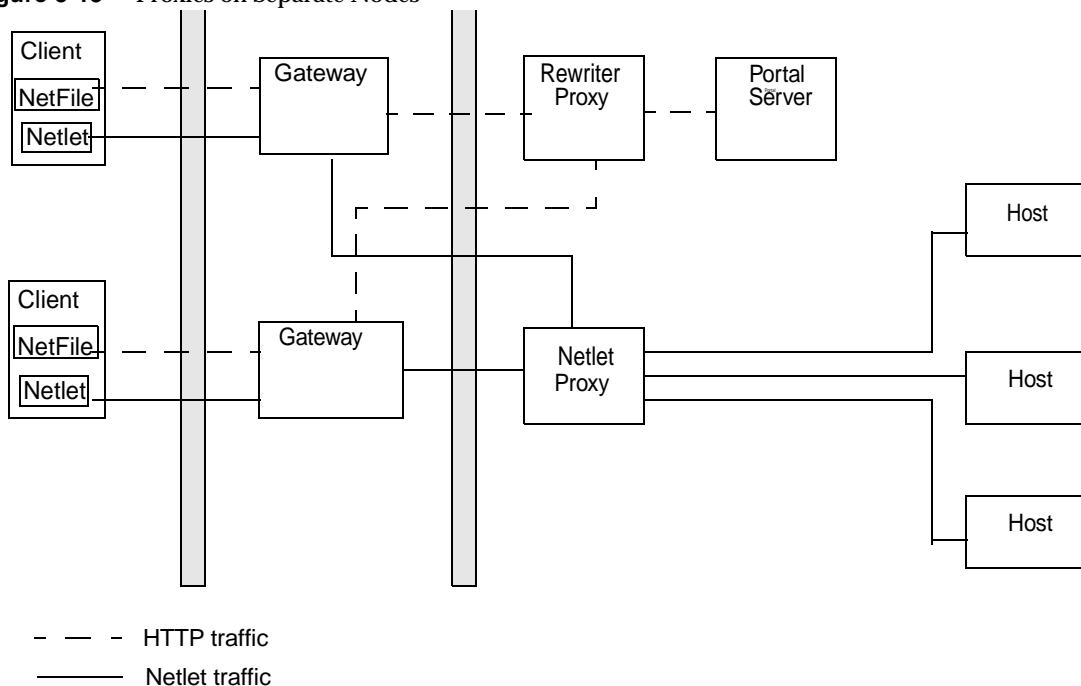 Proxies on Separate Nodes
Client
NetFile
Netlet
Gateway
Rewriter
Proxy
Portal
Server
Host
Client
NetFile
Netlet
Gateway
Netlet
Proxy
Host
Host
HTTP traffic
Netlet traffic